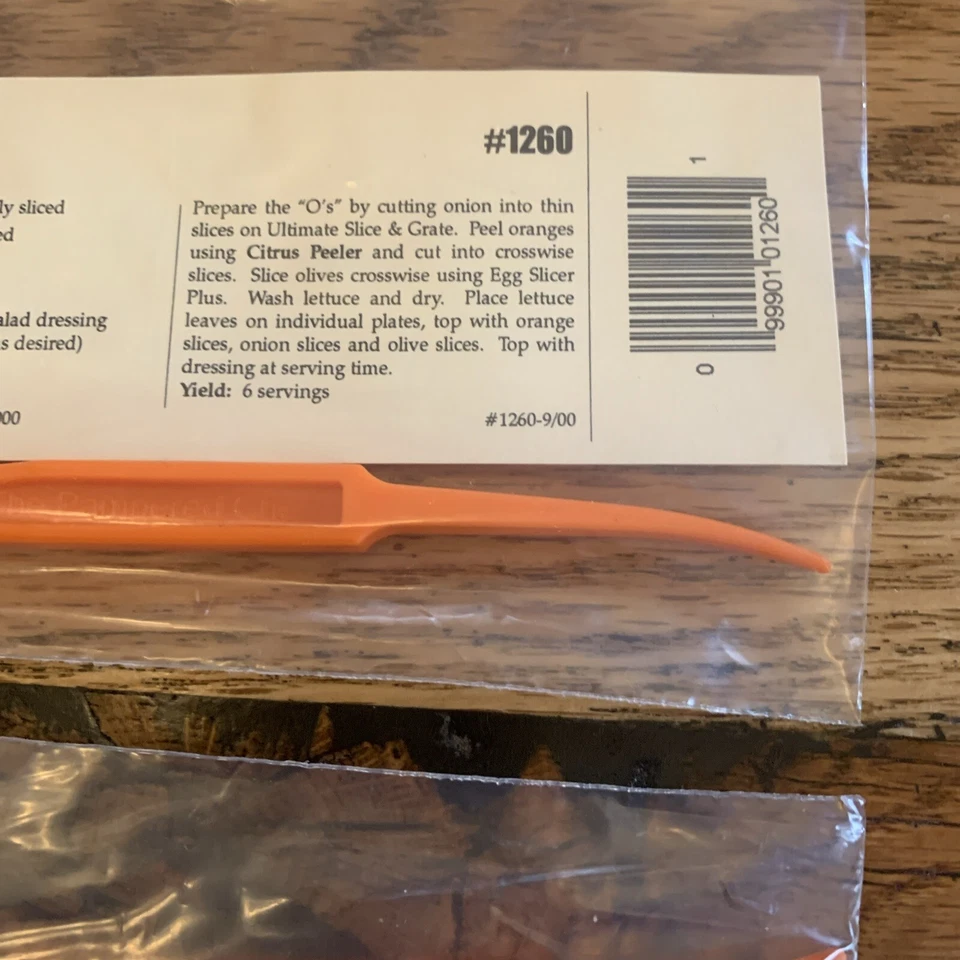 #1260
ly sliced
ed
alad dressing
s desired)
000
Prepare the “O's” by cutting onion into thin
slices on Ultimate Slice & Grate. Peel oranges
using Citrus Peeler and cut into crosswise
slices. Slice olives crosswise using Egg Slicer
Plus. Wash lettuce and dry. Place lettuce
leaves on individual plates, top with orange
slices, onion slices and olive slices. Top with
dressing at serving time.
Yield: 6 servings
#1260-9/00
0 99901 01260 1